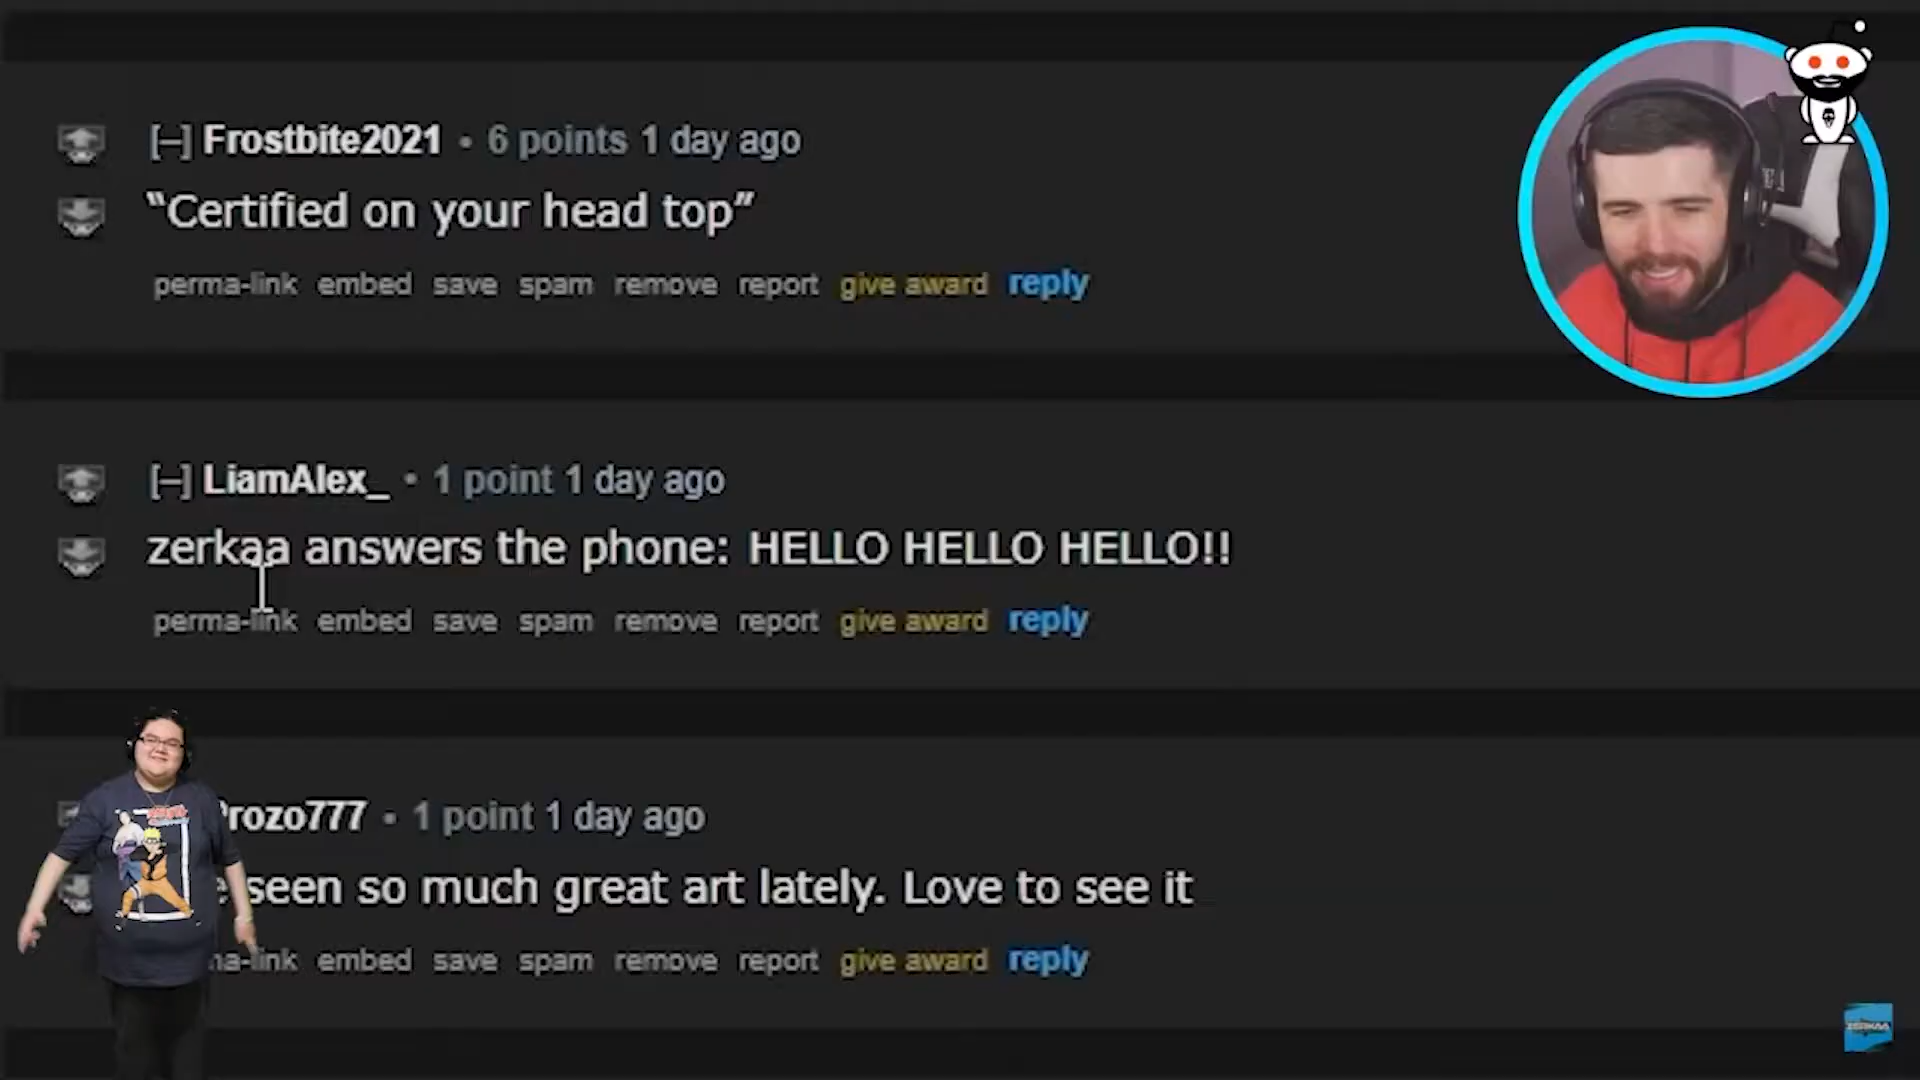 [–] Frostbite2021 • 6 points 1 day ago
“Certified on your head top”
perma-link embed save spam remove report give award reply
[–] LiamAlex_ • 1 point 1 day ago
zerkaa answers the phone: HELLO HELLO HELLO!!
perma-link embed save spam remove report give award reply
rozo777 • 1 point 1 day ago
seen so much great art lately. Love to see it
na-link embed save spam remove report give award reply
ZERKAA